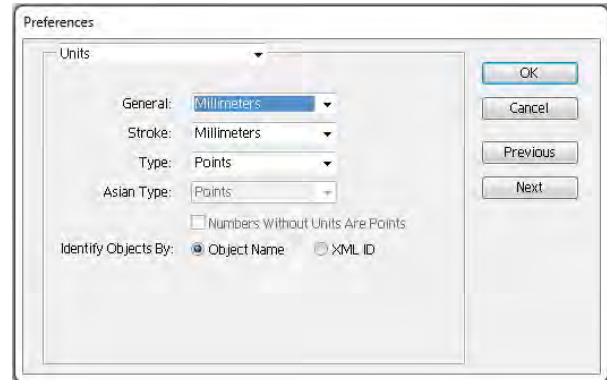 Preferences
Units
OK
General: Millimeters
Cancel
Stroke: Millimeters
Type: Points
Previous
Asian Type: Points
Next
Numbers Without Units Are Points
Identify Objects By: Object Name XML ID